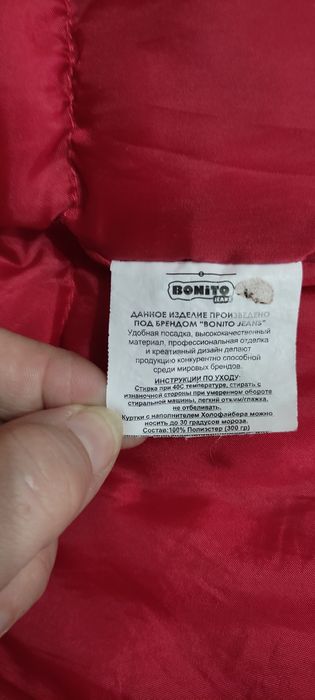 BONITO
JEANS
ДАННОЕ ИЗДЕЛИЕ ПРОИЗВЕДЕНО
ПОД БРЕНДОМ "BONITO JEANS"
Удобная посадка, высококачественный
материал, профессиональная отделка
и креативный дизайн делают
продукцию конкурентно способной
среди мировых брендов.
ИНСТРУКЦИИ ПО УХОДУ:
Стирка при 40С температуре, стирать с
изнаночной стороны при умеренном обороте
стиральной машины, легкий отжим/глажка,
не отбеливать.
Куртки с наполнителем Холофайбера можно
носить до 30 градусов мороза.
Состав:100% Полиэстер (300 гр)